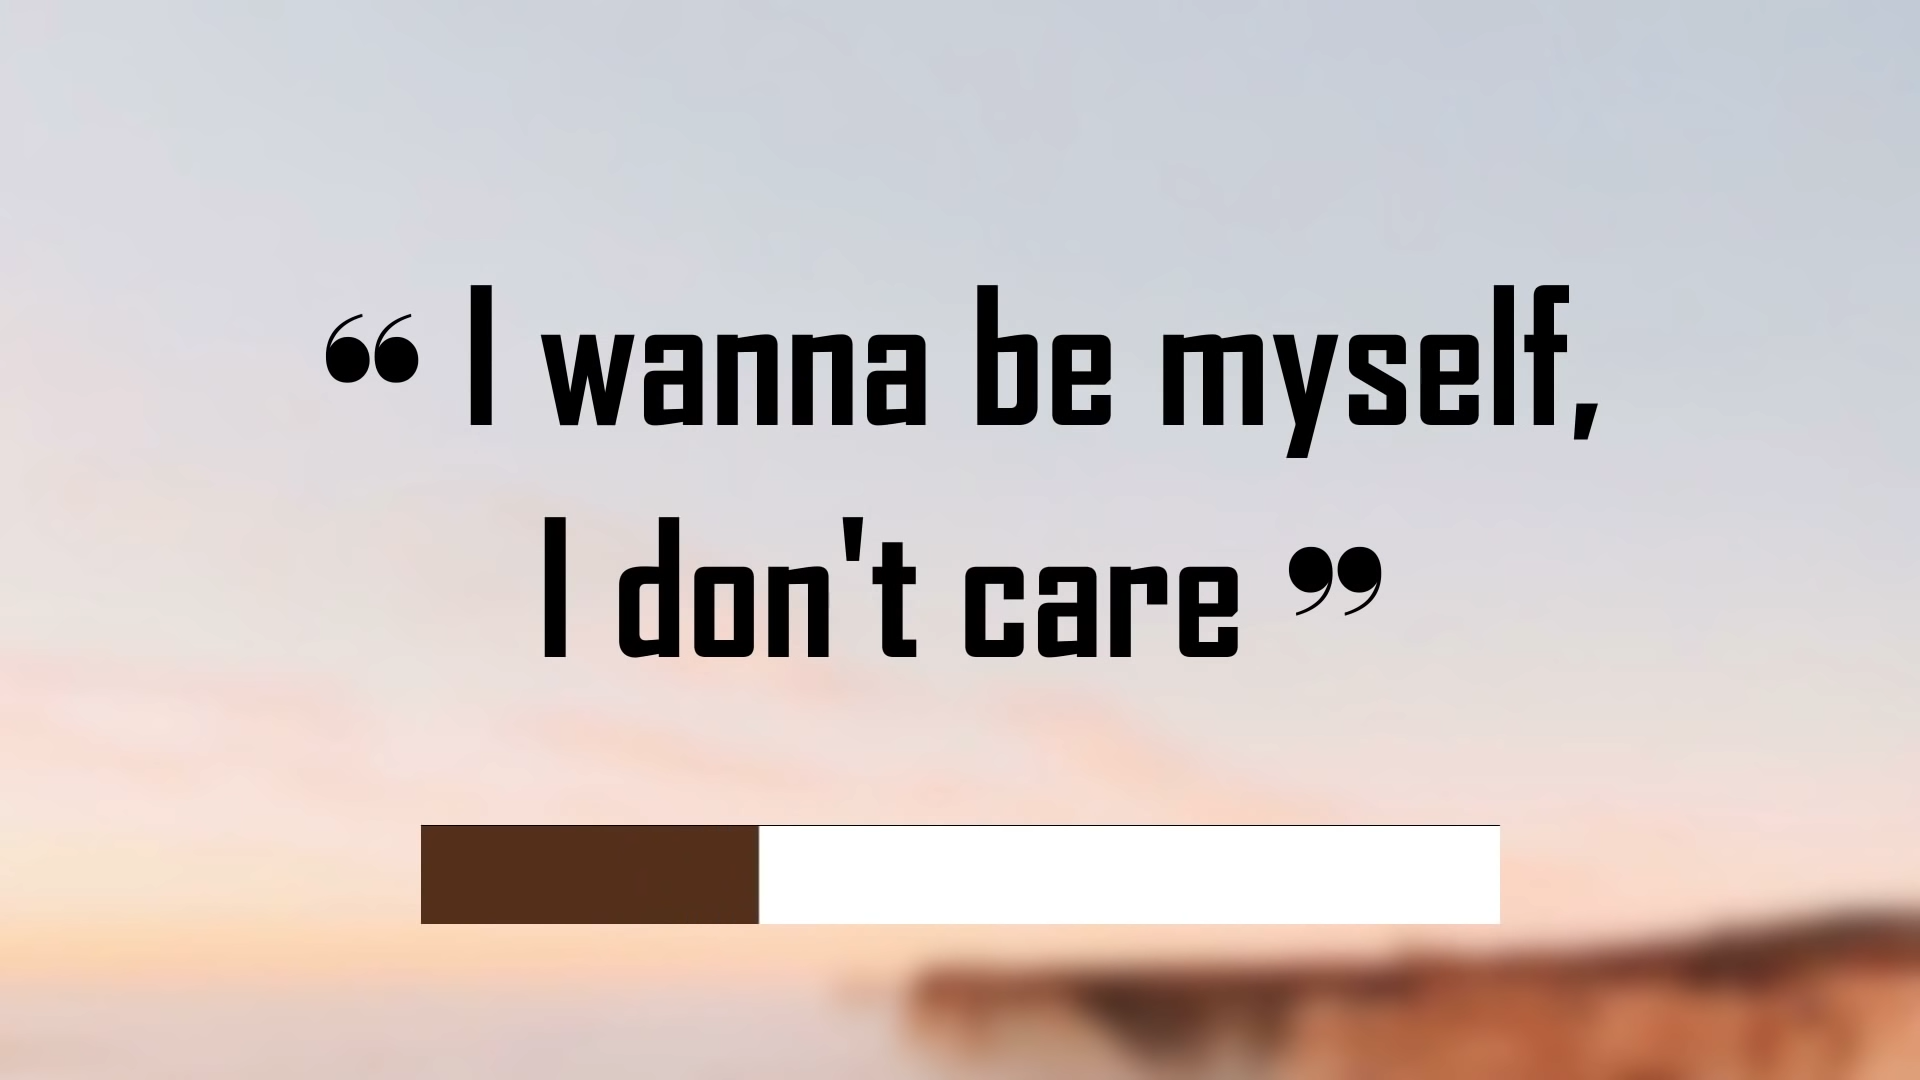 ❝ I wanna be myself,
I don't care ❞